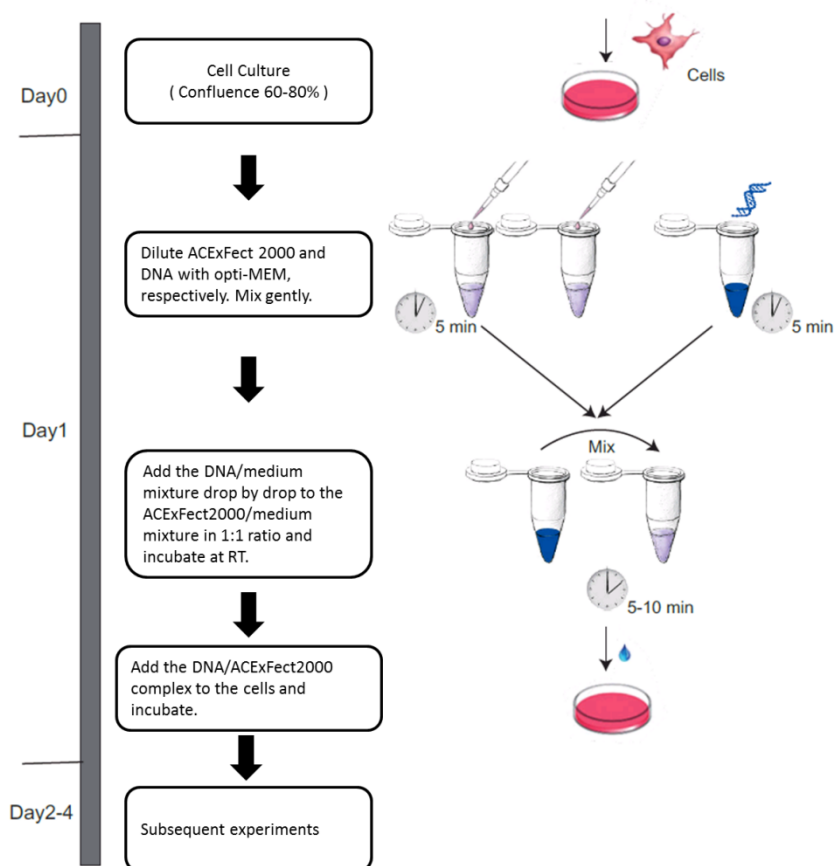 Day0
Cell Culture
( Confluence 60-80% )
Cells
Dilute ACExFect 2000 and
DNA with opti-MEM,
respectively. Mix gently.
5 min
5 min
Day1
Mix
Add the DNA/medium
mixture drop by drop to the
ACExFect2000/medium
mixture in 1:1 ratio and
incubate at RT.
5-10 min
Add the DNA/ACExFect2000
complex to the cells and
incubate.
Day2-4
Subsequent experiments